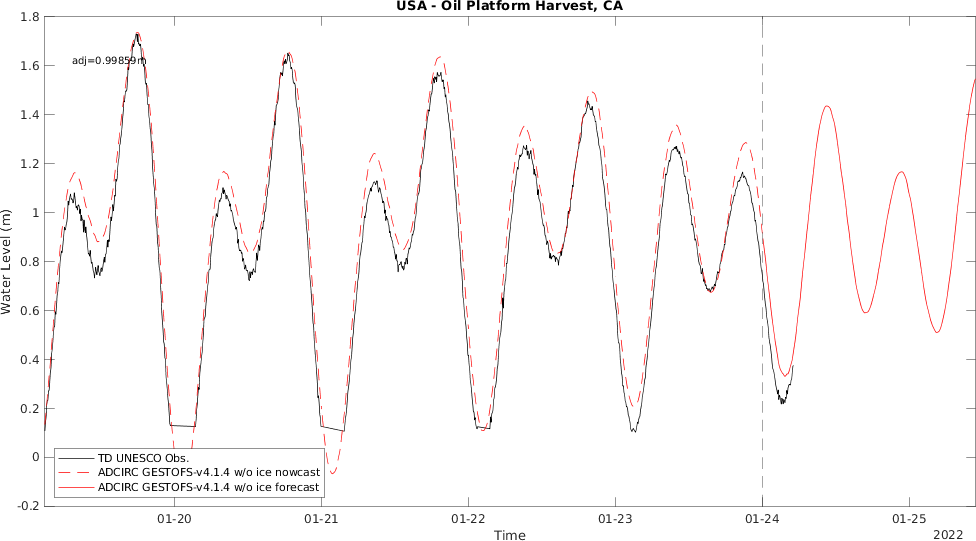 USA - Oil Platform Harvest, CA
1.8
1.6
1.4
1.2
1
0.8
0.6
0.4
0.2
0
-0.2
Water Level (m)
adj=0.99859m
TD UNESCO Obs.
ADCIRC GESTOFS-v4.1.4 w/o ice nowcast
ADCIRC GESTOFS-v4.1.4 w/o ice forecast
01-20 01-21 01-22 01-23 01-24 01-25
Time
2022